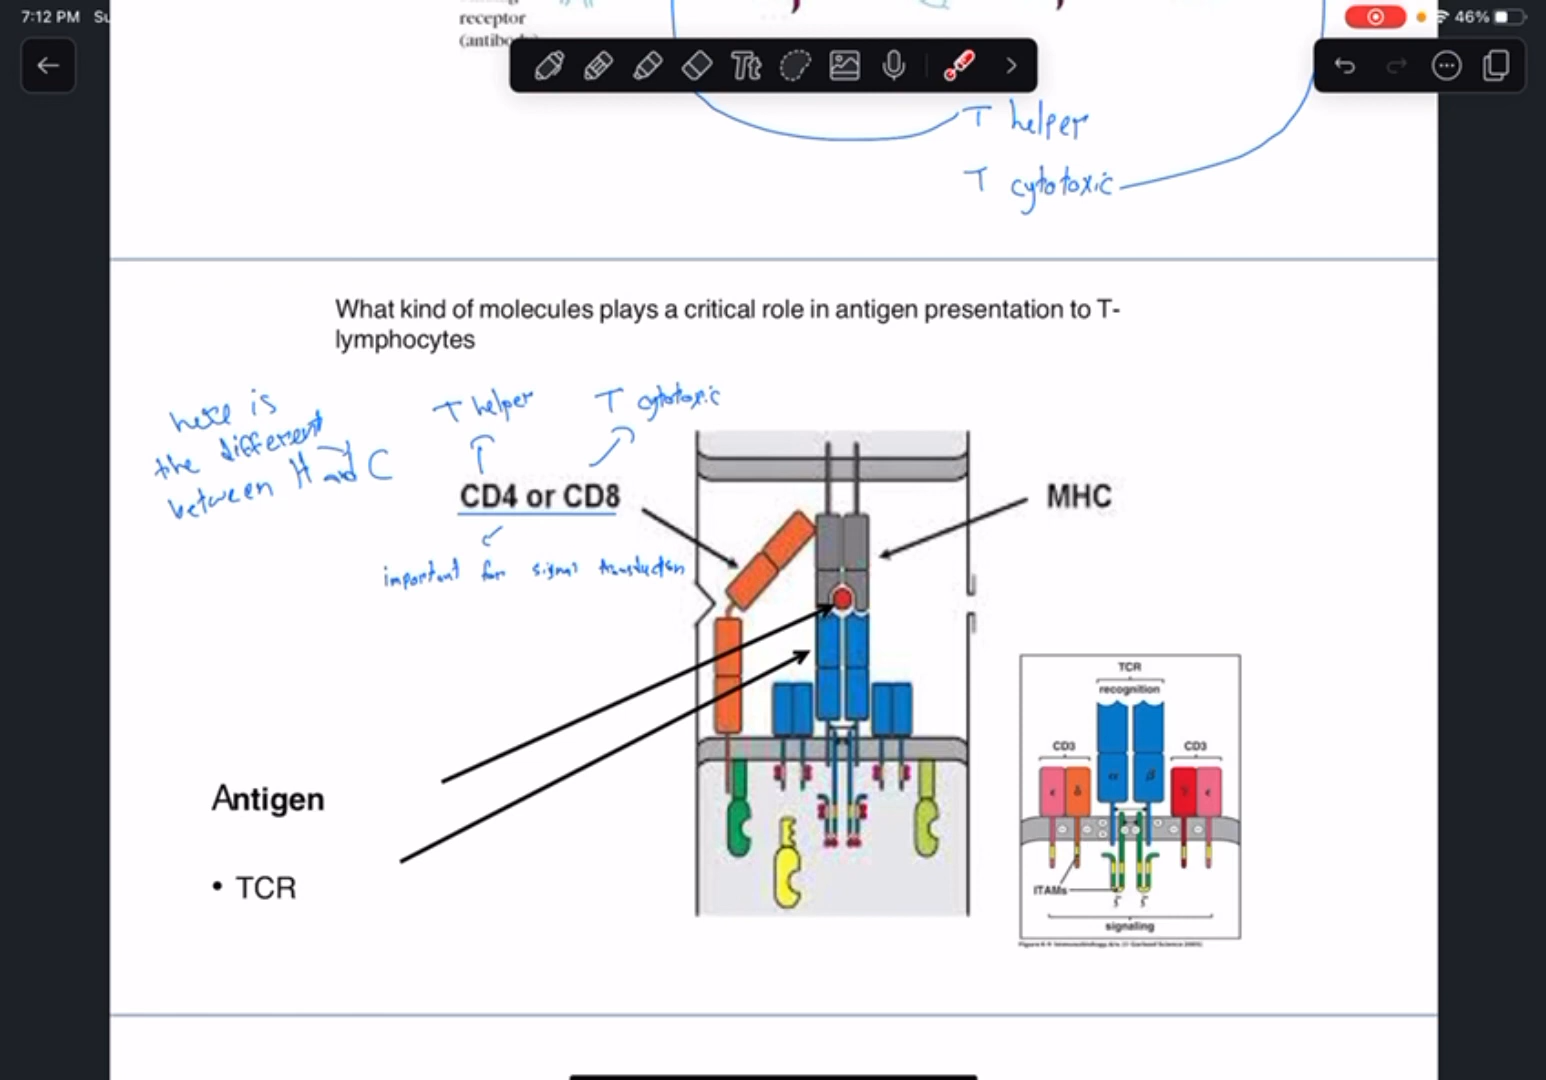 7:12 PM Su
46%
receptor
Tt
T helper
T cytotoxic
What kind of molecules plays a critical role in antigen presentation to T-
lymphocytes
here is
the different
between H and C
T helper
T cytotoxic
CD4 or CD8
MHC
important for signal transduction
Antigen
• TCR
TCR
recognition
CD3
CD3
ε δ α β γ ε
ITAMs
ζ ζ
signaling